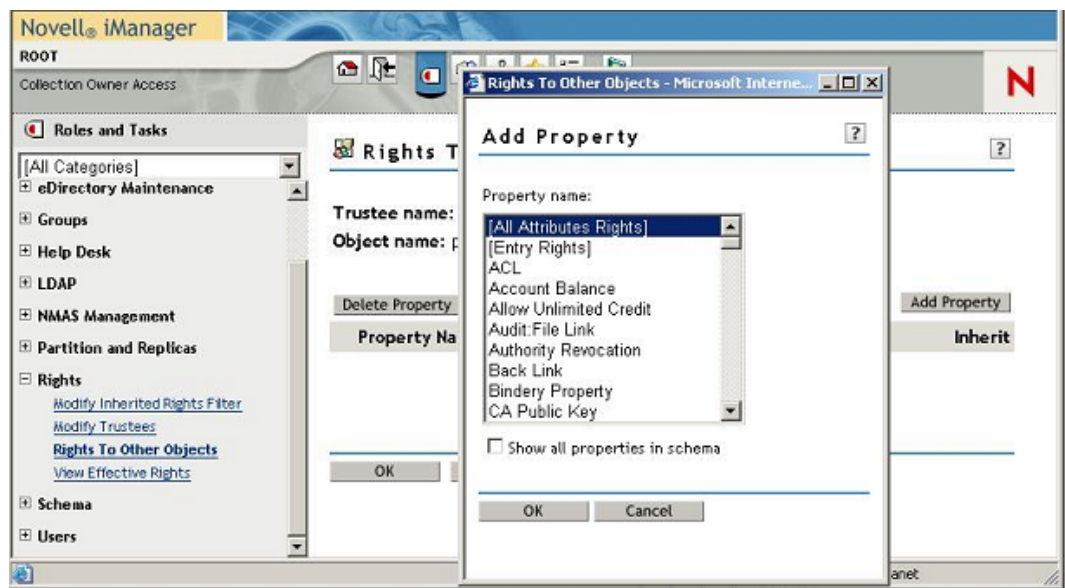 Novell® iManager
ROOT
Collection Owner Access
N
Roles and Tasks
[All Categories]
eDirectory Maintenance
Groups
Help Desk
LDAP
NMAS Management
Partition and Replicas
Rights
Modify Inherited Rights Filter
Modify Trustees
Rights To Other Objects
View Effective Rights
Schema
Users
Rights T
?
Trustee name:
Object name: p
Delete Property
Add Property
Property Na
Inherit
OK
anet
Rights To Other Objects - Microsoft Interne...
Add Property
?
Property name:
[All Attributes Rights]
[Entry Rights]
ACL
Account Balance
Allow Unlimited Credit
Audit:File Link
Authority Revocation
Back Link
Bindery Property
CA Public Key
Show all properties in schema
OK
Cancel